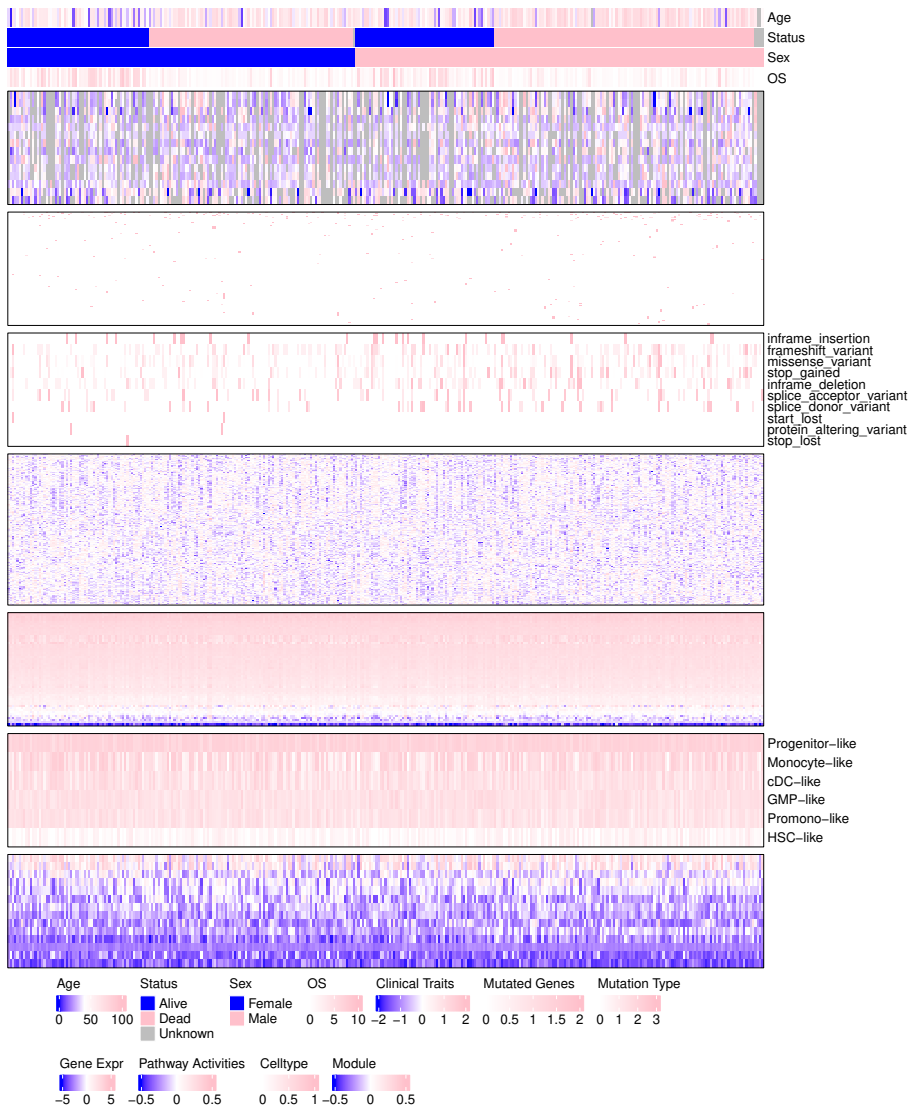 Age
Status
Sex
OS
inframe_insertion
frameshift_variant
missense_variant
stop_gained
inframe_deletion
splice_acceptor_variant
splice_donor_variant
start_lost
protein_altering_variant
stop_lost
Progenitor−like
Monocyte−like
cDC−like
GMP−like
Promono−like
HSC−like
Age Status Sex OS Clinical Traits Mutated Genes Mutation Type
Alive Female
Dead Male
0 50 100 0 5 10 −2 −1 0 1 2 0 0.5 1 1.5 2 0 1 2 3
Unknown
Gene Expr Pathway Activities Celltype Module
−5 0 5 −0.5 0 0.5 0 0.5 1 −0.5 0 0.5